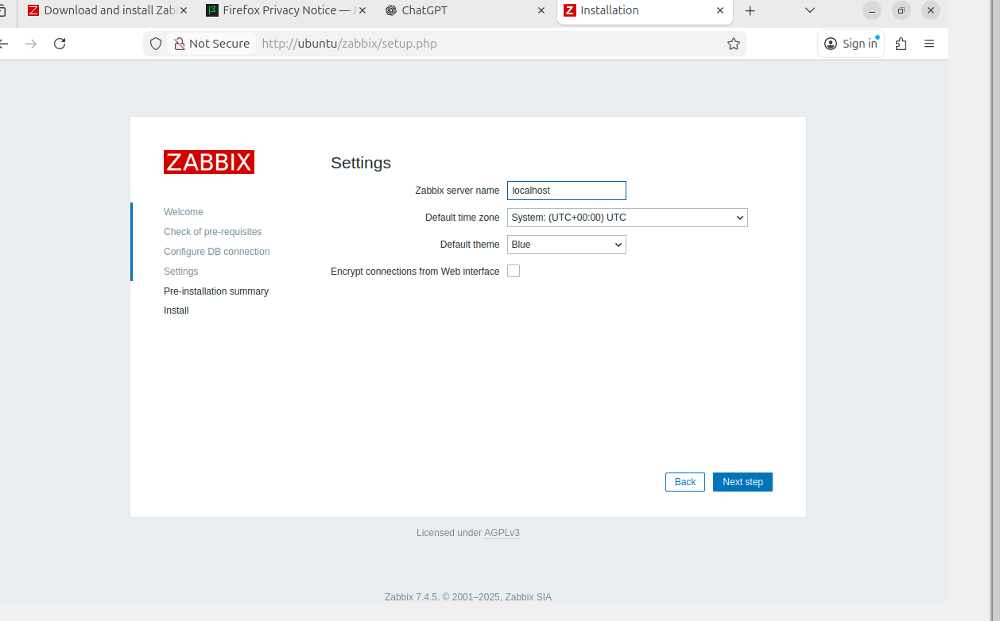 Download and install Zab
Firefox Privacy Notice —
ChatGPT
Installation
Not Secure
http://ubuntu/zabbix/setup.php
Sign in
ZABBIX
Welcome
Check of pre-requisites
Configure DB connection
Settings
Pre-installation summary
Install
Settings
Zabbix server name
localhost
Default time zone
System: (UTC+00:00) UTC
Default theme
Blue
Encrypt connections from Web interface
Back
Next step
Licensed under AGPLv3
Zabbix 7.4.5. © 2001–2025, Zabbix SIA